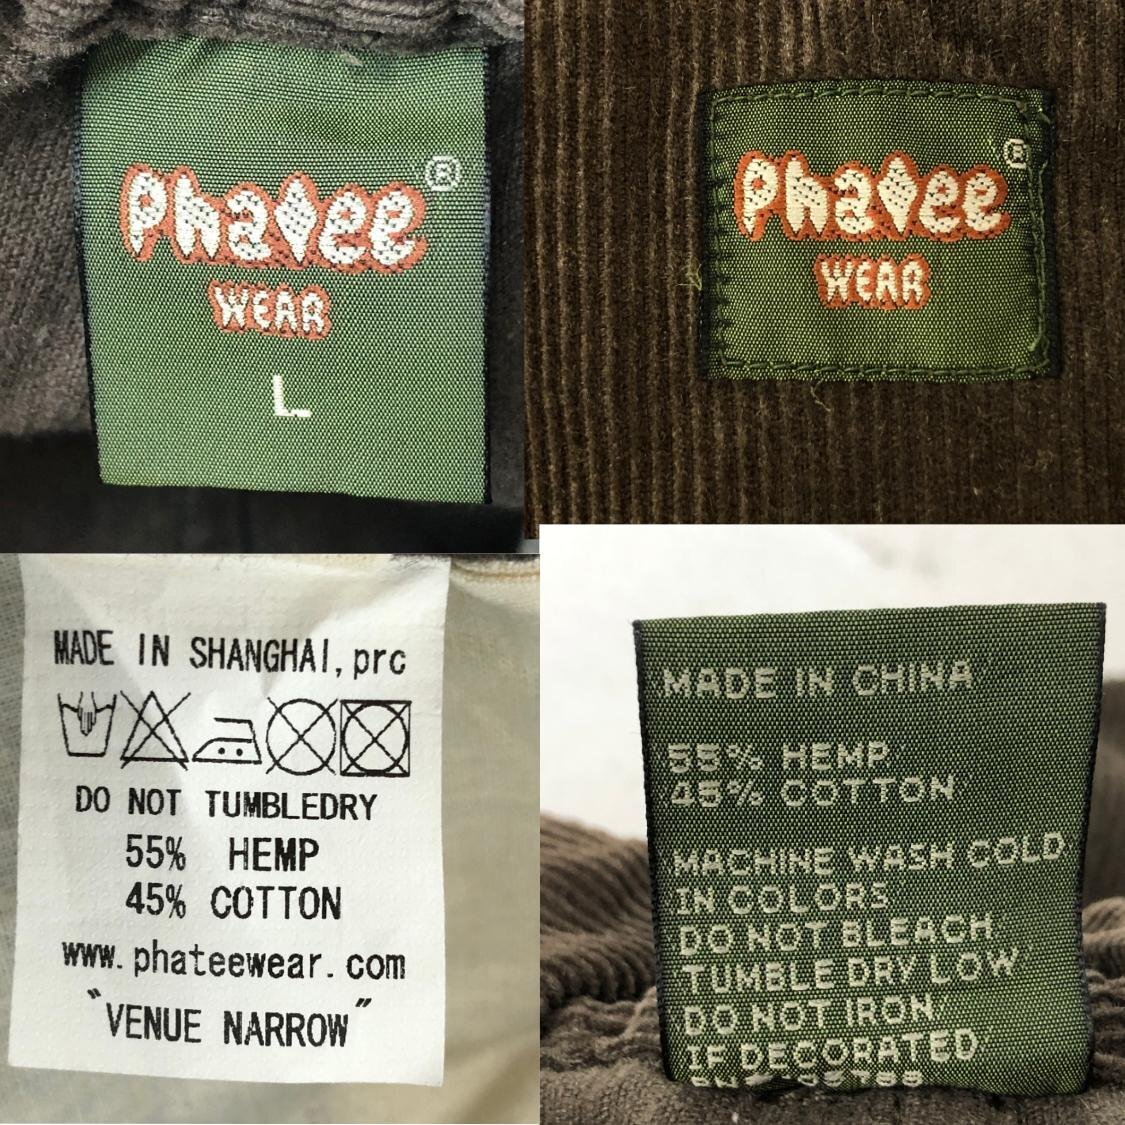 Phatee ®
WEAR
L
Phatee ®
WEAR
MADE IN SHANGHAI, prc
DO NOT TUMBLEDRY
55% HEMP
45% COTTON
www.phateewear.com
"VENUE NARROW"
MADE IN CHINA
55% HEMP
45% COTTON
MACHINE WASH COLD
IN COLORS
DO NOT BLEACH
TUMBLE DRY LOW
DO NOT IRON
IF DECORATED